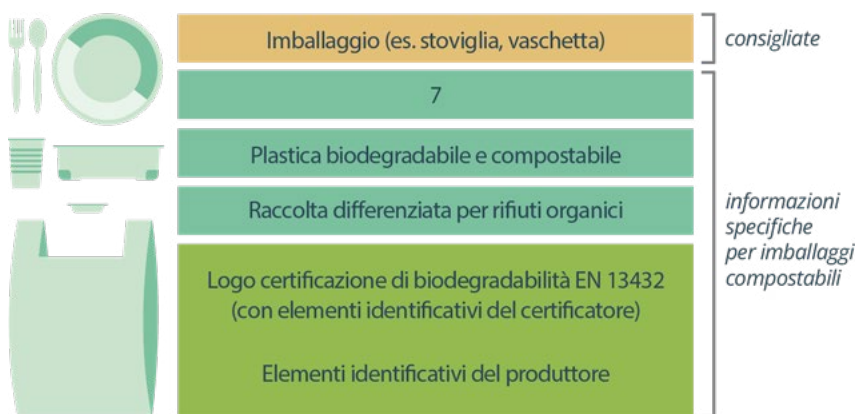 Imballaggio (es. stoviglia, vaschetta)
consigliate
7
Plastica biodegradabile e compostabile
Raccolta differenziata per rifiuti organici
Logo certificazione di biodegradabilità EN 13432
(con elementi identificativi del certificatore)
Elementi identificativi del produttore
informazioni
specifiche
per imballaggi
compostabili